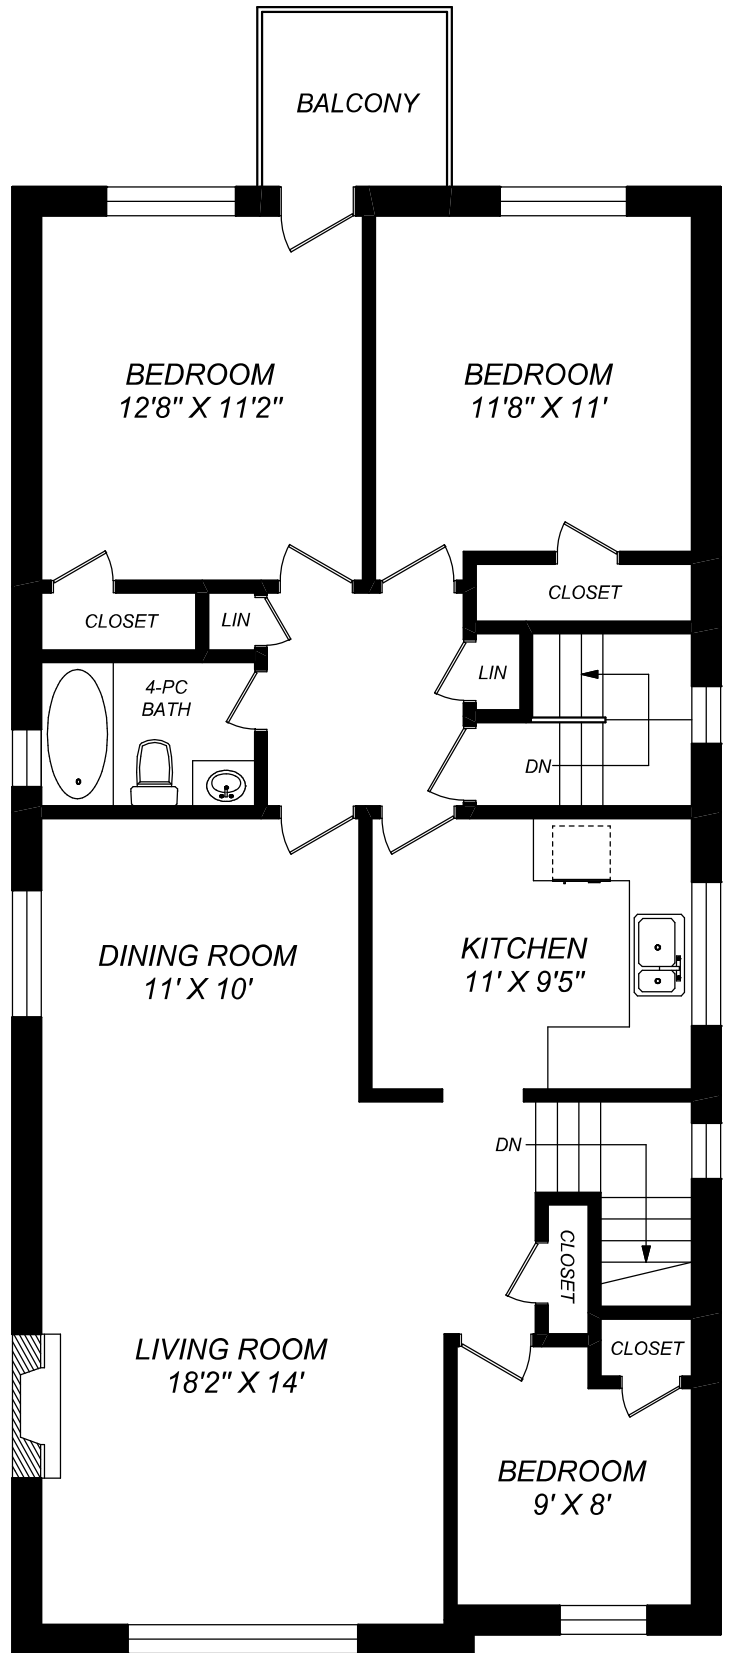 BALCONY
BEDROOM
12'8" X 11'2"
BEDROOM
11'8" X 11'
CLOSET
LIN
CLOSET
LIN
4-PC
BATH
DN
DINING ROOM
11' X 10'
KITCHEN
11' X 9'5"
DN
CLOSET
LIVING ROOM
18'2" X 14'
CLOSET
BEDROOM
9' X 8'